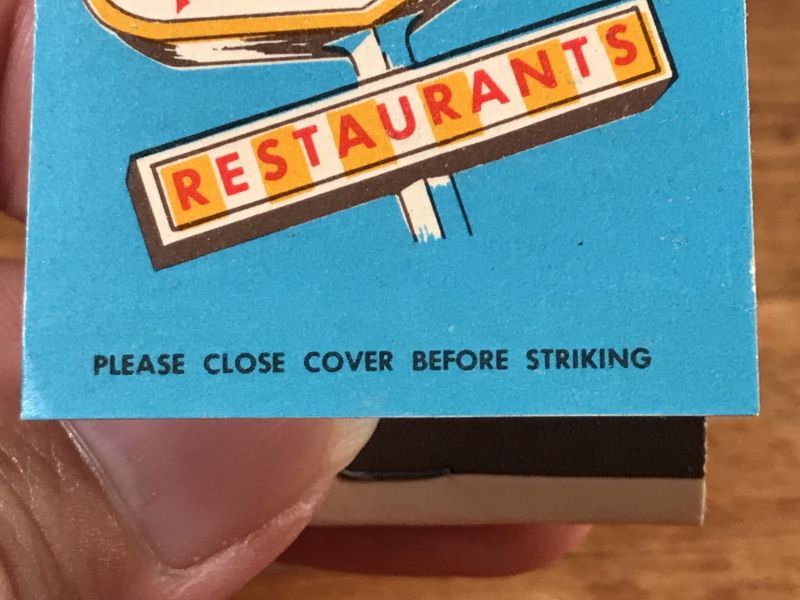 RESTAURANTS
PLEASE CLOSE COVER BEFORE STRIKING